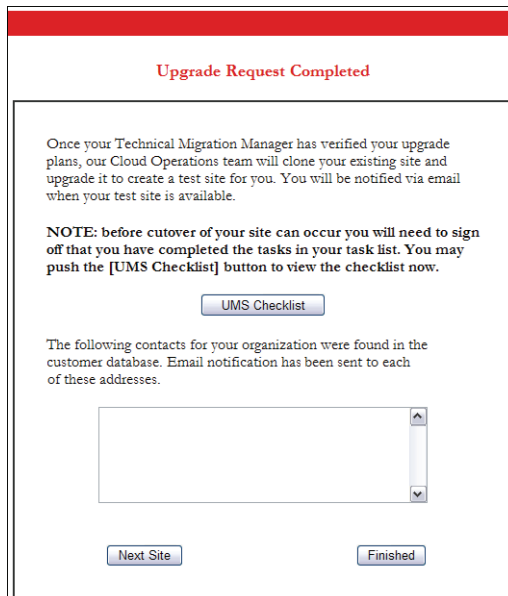 Upgrade Request Completed
Once your Technical Migration Manager has verified your upgrade
plans, our Cloud Operations team will clone your existing site and
upgrade it to create a test site for you. You will be notified via email
when your test site is available.
NOTE: before cutover of your site can occur you will need to sign
off that you have completed the tasks in your task list. You may
push the [UMS Checklist] button to view the checklist now.
UMS Checklist
The following contacts for your organization were found in the
customer database. Email notification has been sent to each
of these addresses.
Next Site
Finished